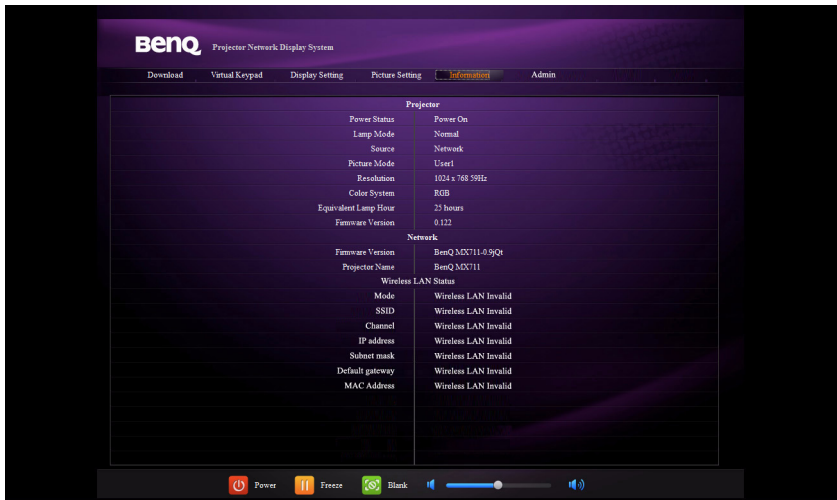 BenQ Projector Network Display System
Download Virtual Keypad Display Setting Picture Setting Information Admin
Projector
Power Status Power On
Lamp Mode Normal
Source Network
Picture Mode User1
Resolution 1024 x 768 59Hz
Color System RGB
Equivalent Lamp Hour 25 hours
Firmware Version 0.122
Network
Firmware Version BenQ MX711-0.9jQt
Projector Name BenQ MX711
Wireless LAN Status
Mode Wireless LAN Invalid
SSID Wireless LAN Invalid
Channel Wireless LAN Invalid
IP address Wireless LAN Invalid
Subnet mask Wireless LAN Invalid
Default gateway Wireless LAN Invalid
MAC Address Wireless LAN Invalid
Power Freeze Blank